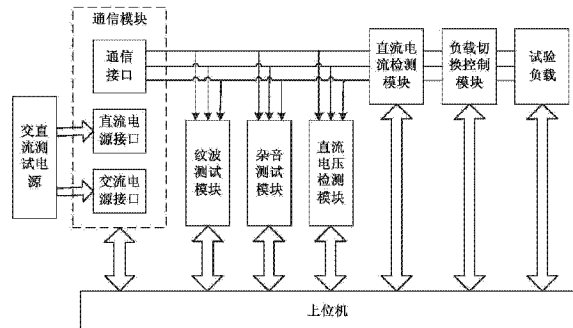 通信模块
通信
接口
直流电
源接口
交流电
源接口
交直
流测
试电
源
纹波
测试
模块
杂音
测试
模块
直流
电压
检测
模块
直流电
流检测
模块
负载切
换控制
模块
试验
负载
上位机